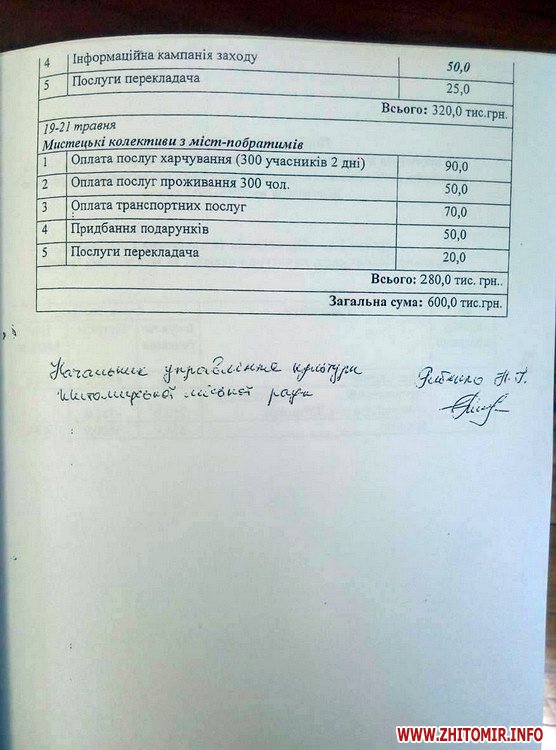 4 Інформаційна кампанія заходу 50,0
5 Послуги перекладача 25,0
Всього: 320,0 тис.грн.
19-21 травня
Мистецькі колективи з міст-побратимів
1 Оплата послуг харчування (300 учасників 2 дні) 90,0
2 Оплата послуг проживання 300 чол. 50,0
3 Оплата транспортних послуг 70,0
4 Придбання подарунків 50,0
5 Послуги перекладача 20,0
Всього: 280,0 тис. грн..
Загальна сума: 600,0 тис.грн.
Начальник управління культури
Житомирської міської ради
WWW.ZHITOMIR.INFO